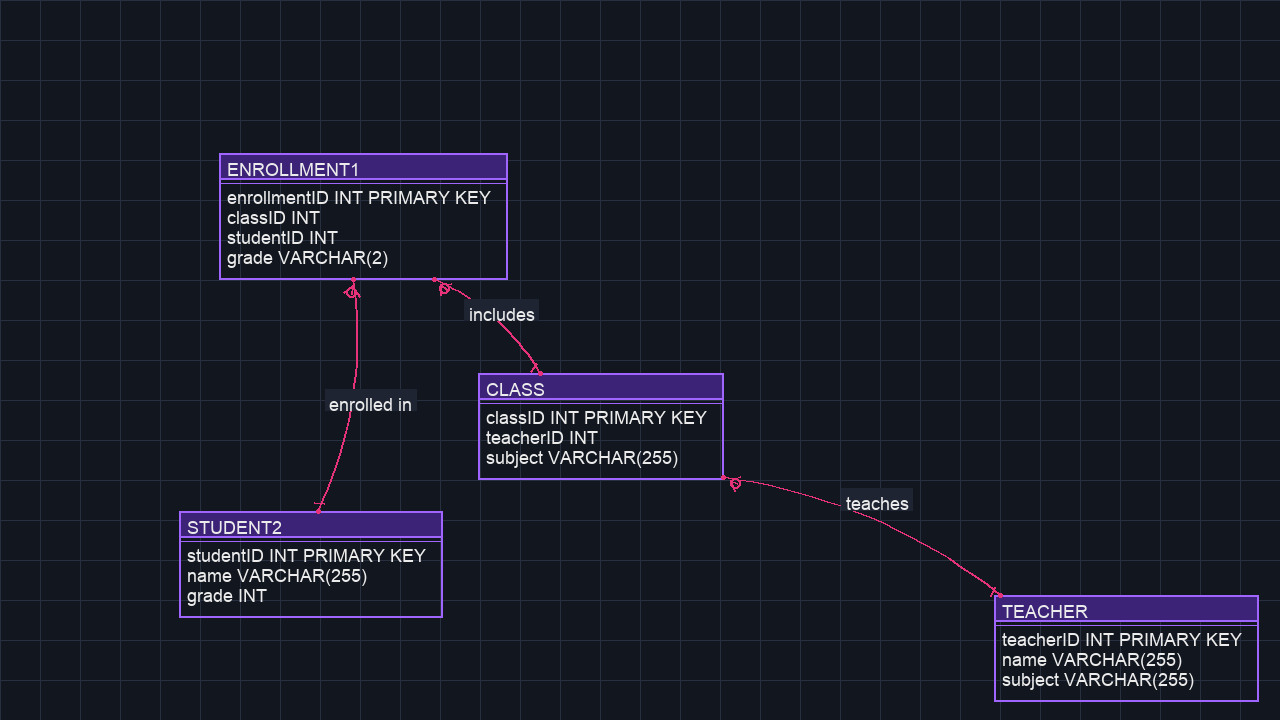 ENROLLMENT1
enrollmentID INT PRIMARY KEY
classID INT
studentID INT
grade VARCHAR(2)
includes
CLASS
classID INT PRIMARY KEY
teacherID INT
subject VARCHAR(255)
enrolled in
teaches
STUDENT2
studentID INT PRIMARY KEY
name VARCHAR(255)
grade INT
TEACHER
teacherID INT PRIMARY KEY
name VARCHAR(255)
subject VARCHAR(255)